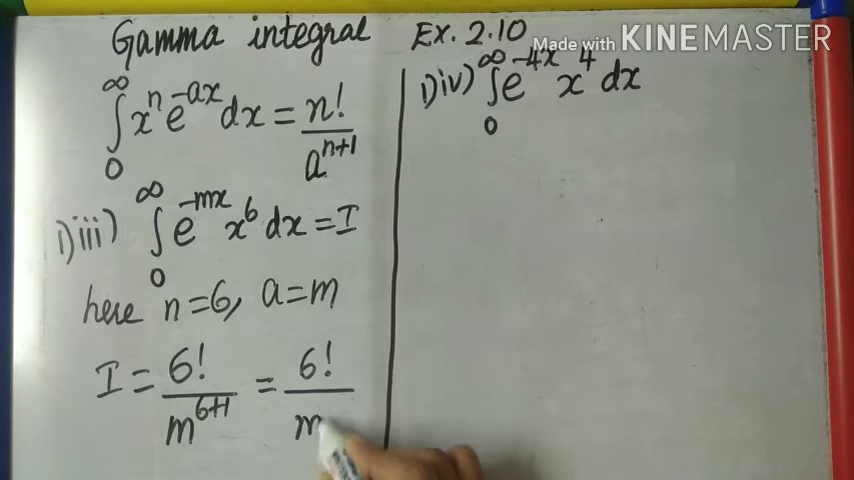 Gamma integral
∫₀^∞ xⁿ e^(-ax) dx = n!/a^(n+1)
1)iii) ∫₀^∞ e^(-mx) x⁶ dx = I
here n=6, a=m
I = 6!/m^(6+1) = 6!/m
Ex. 2.10
Made with KINEMASTER
1)iv) ∫₀^∞ e^(-4x) x⁴ dx